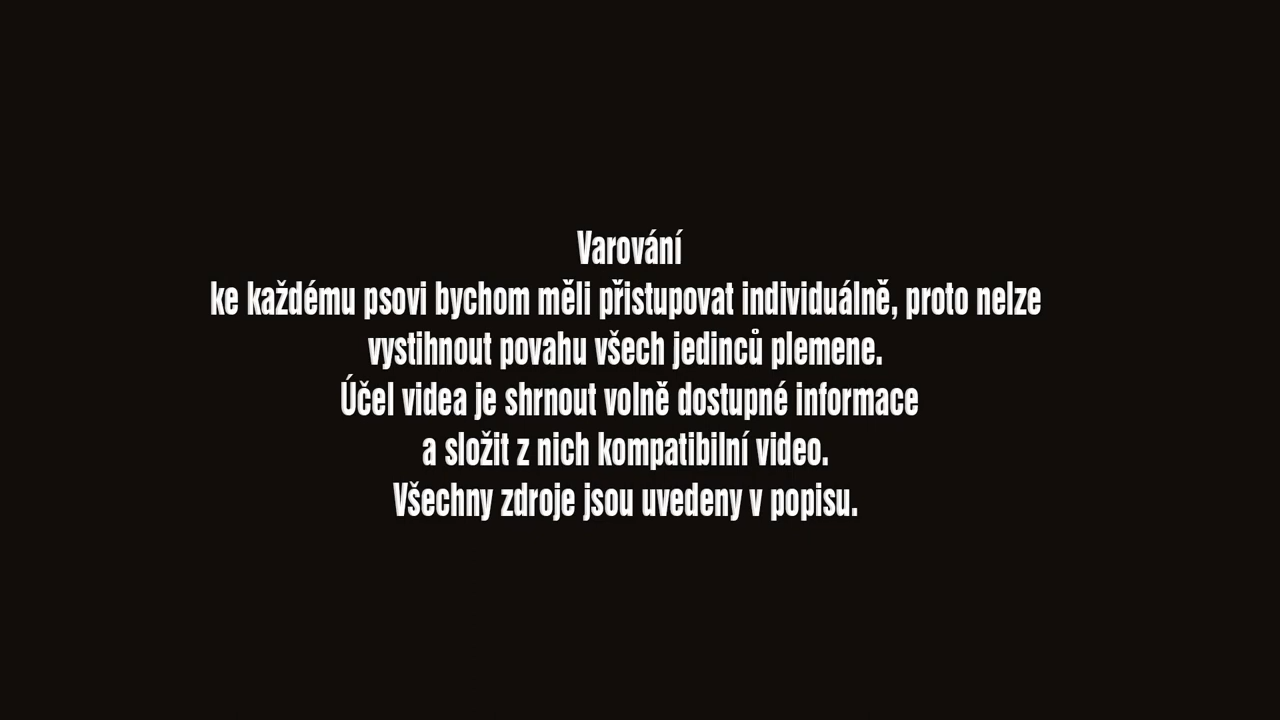 Varování
ke každému psovi bychom měli přistupovat individuálně, proto nelze
vystihnout povahu všech jedinců plemene.
Účel videa je shrnout volně dostupné informace
a složit z nich kompatibilní video.
Všechny zdroje jsou uvedeny v popisu.